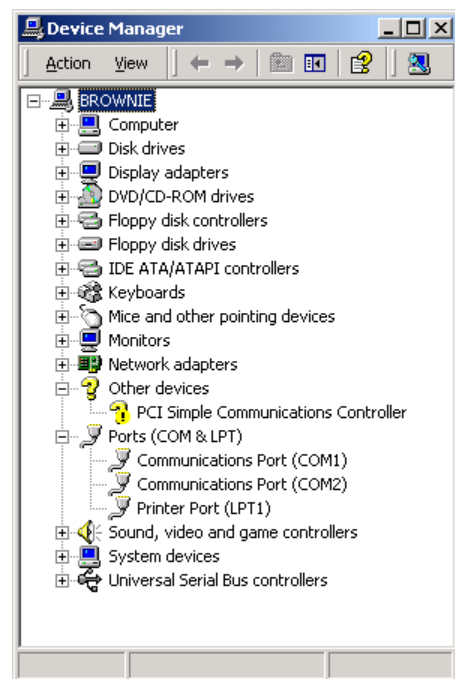 Device Manager
Action View
BROWNIE
Computer
Disk drives
Display adapters
DVD/CD-ROM drives
Floppy disk controllers
Floppy disk drives
IDE ATA/ATAPI controllers
Keyboards
Mice and other pointing devices
Monitors
Network adapters
Other devices
PCI Simple Communications Controller
Ports (COM & LPT)
Communications Port (COM1)
Communications Port (COM2)
Printer Port (LPT1)
Sound, video and game controllers
System devices
Universal Serial Bus controllers